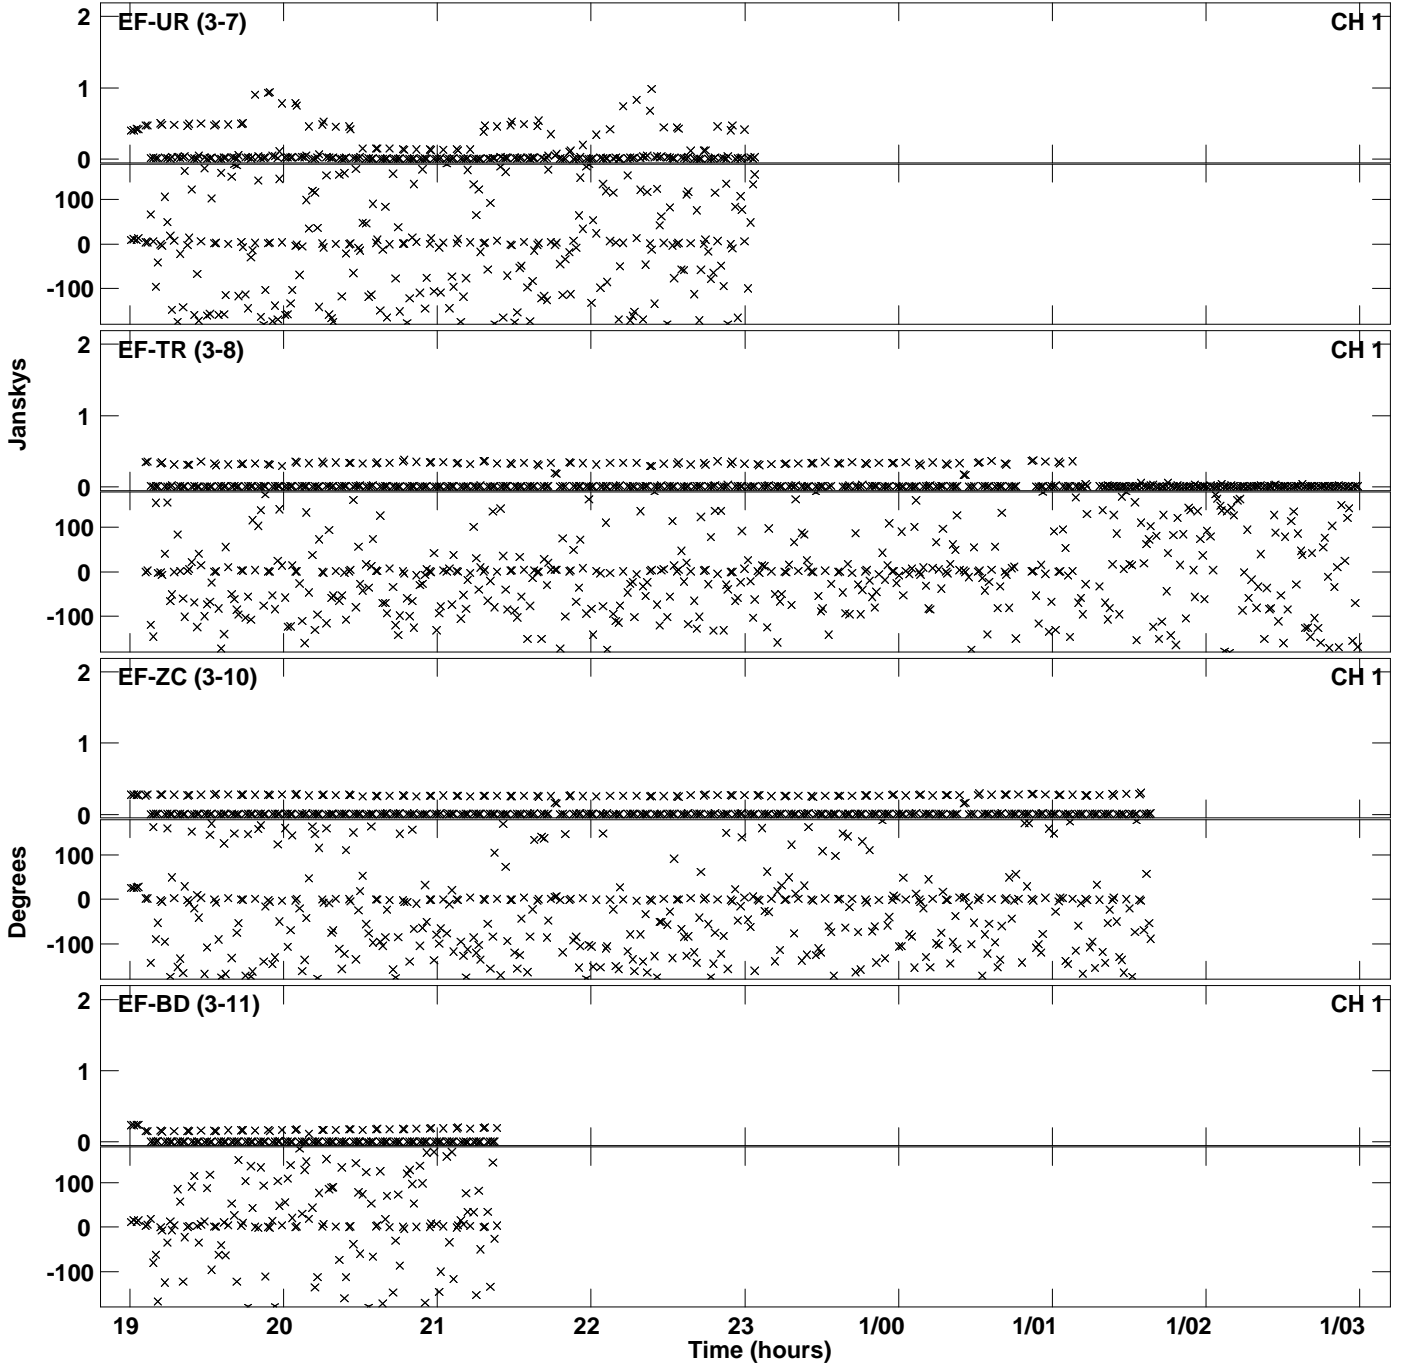 2
EF-UR (3-7)
CH 1
1
0
100
0
-100
2
EF-TR (3-8)
CH 1
Janskys
1
0
100
0
-100
2
EF-ZC (3-10)
CH 1
1
0
100
Degrees
0
-100
2
EF-BD (3-11)
CH 1
1
0
100
0
-100
19 20 21 22 23 1/00 1/01 1/02 1/03
Time (hours)